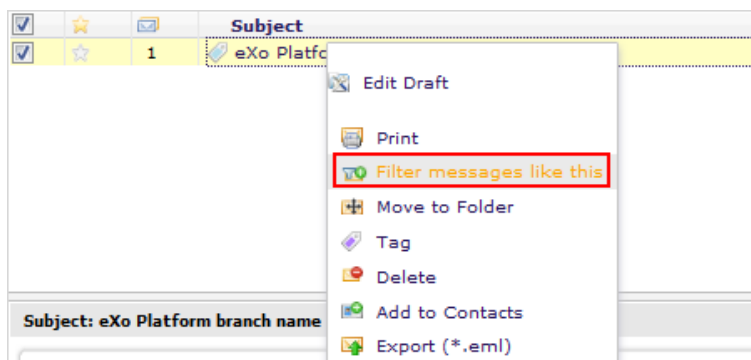 Subject
1 eXo Platfo
Edit Draft
Print
Filter messages like this
Move to Folder
Tag
Delete
Add to Contacts
Export (*.eml)
Subject: eXo Platform branch name